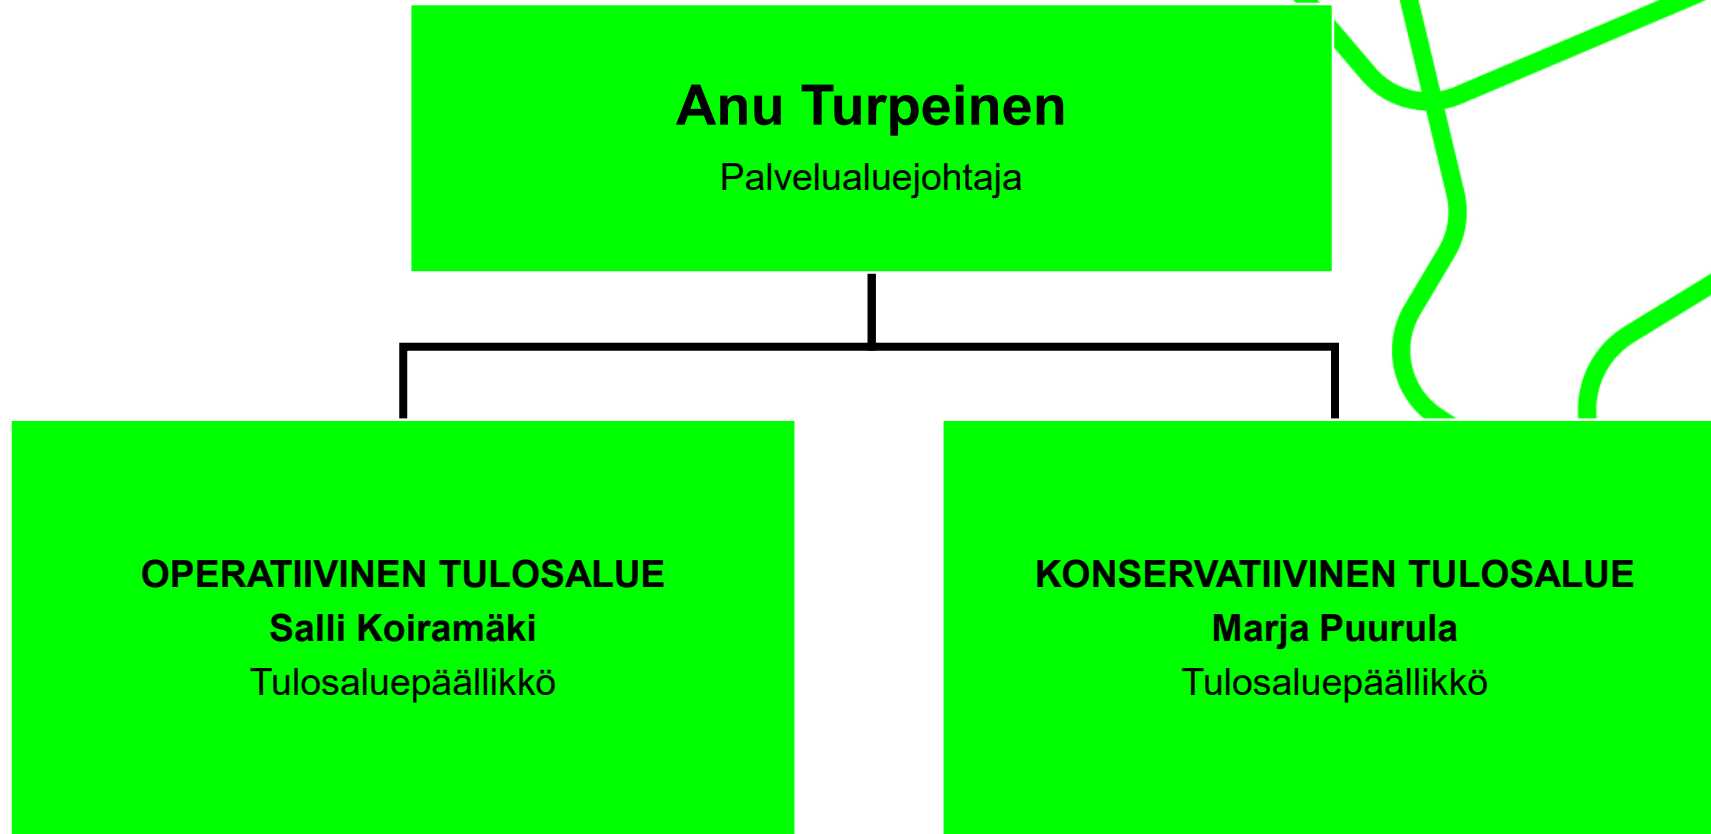 Anu Turpeinen
Palvelualuejohtaja
OPERATIIVINEN TULOSALUE
Salli Koiramäki
Tulosaluepäällikkö
KONSERVATIIVINEN TULOSALUE
Marja Puurula
Tulosaluepäällikkö